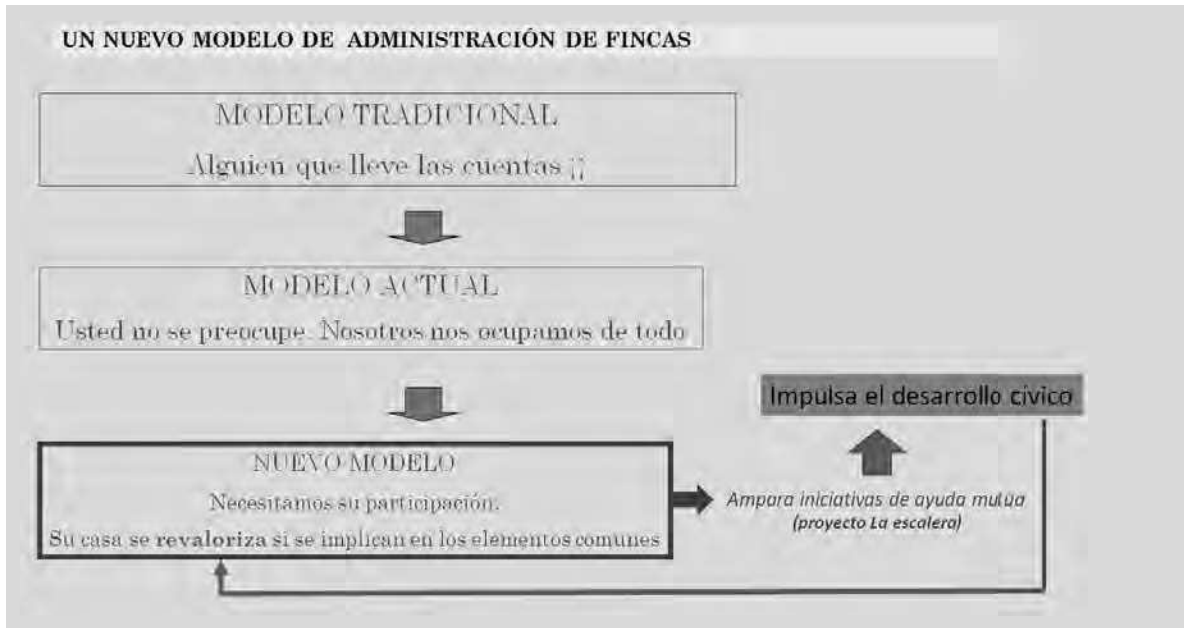 UN NUEVO MODELO DE ADMINISTRACIÓN DE FINCAS
MODELO TRADICIONAL
Alguien que lleve las cuentas ¡¡
MODELO ACTUAL
Usted no se preocupe. Nosotros nos ocupamos de todo
Impulsa el desarrollo cívico
NUEVO MODELO
Necesitamos su participación.
Su casa se revaloriza si se implican en los elementos comunes
Ampara iniciativas de ayuda mutua
(proyecto La escalera)